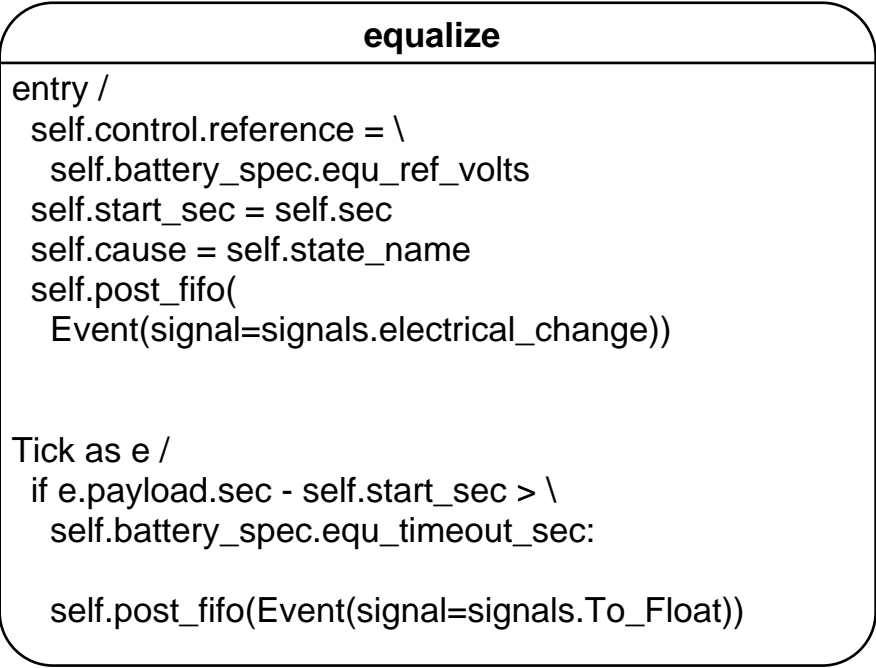 equalize
entry /
self.control.reference = \
self.battery_spec.equ_ref_volts
self.start_sec = self.sec
self.cause = self.state_name
self.post_fifo(
Event(signal=signals.electrical_change))
Tick as e /
if e.payload.sec - self.start_sec > \
self.battery_spec.equ_timeout_sec:
self.post_fifo(Event(signal=signals.To_Float))